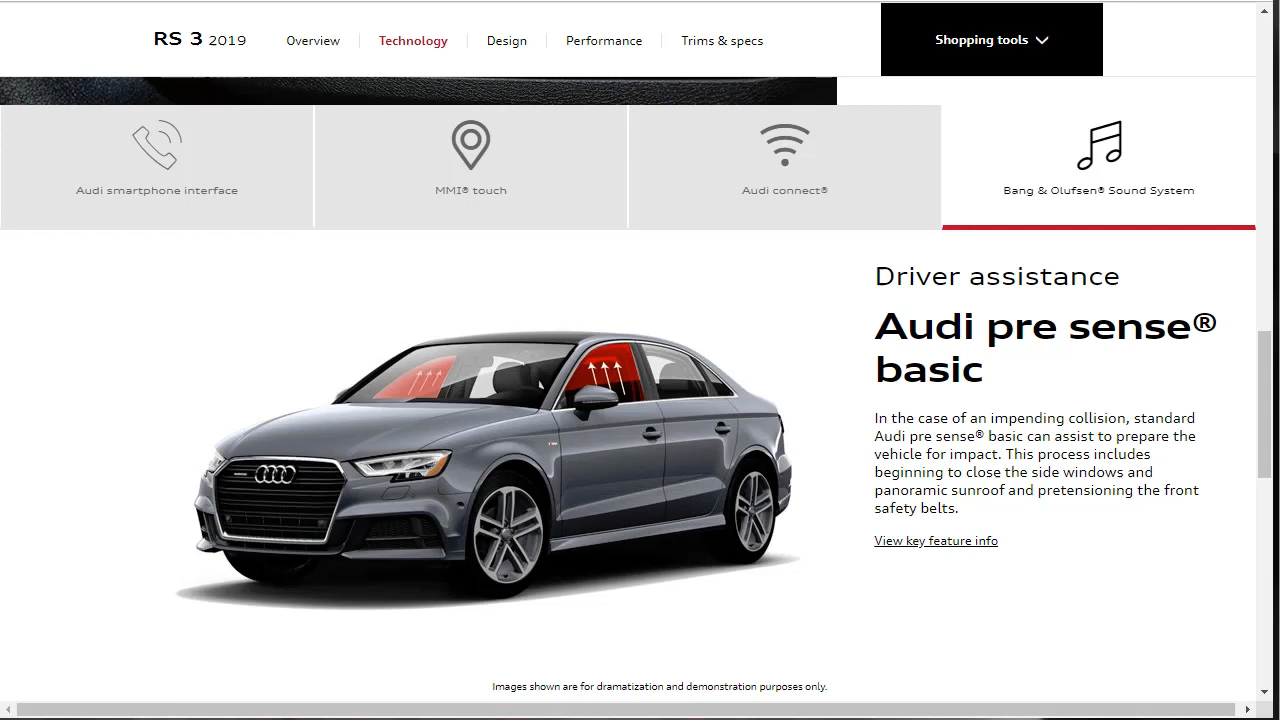 RS 3 2019
Overview
Technology
Design
Performance
Trims & specs
Shopping tools
Audi smartphone interface
MMI® touch
Audi connect®
Bang & Olufsen® Sound System
Driver assistance
Audi pre sense®
basic
In the case of an impending collision, standard
Audi pre sense® basic can assist to prepare the
vehicle for impact. This process includes
beginning to close the side windows and
panoramic sunroof and pretensioning the front
safety belts.
View key feature info
Images shown are for dramatization and demonstration purposes only.